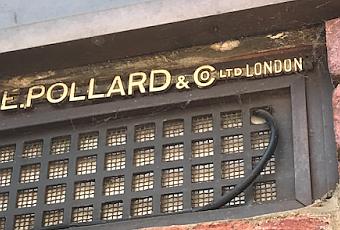 E. POLLARD & CO LTD LONDON